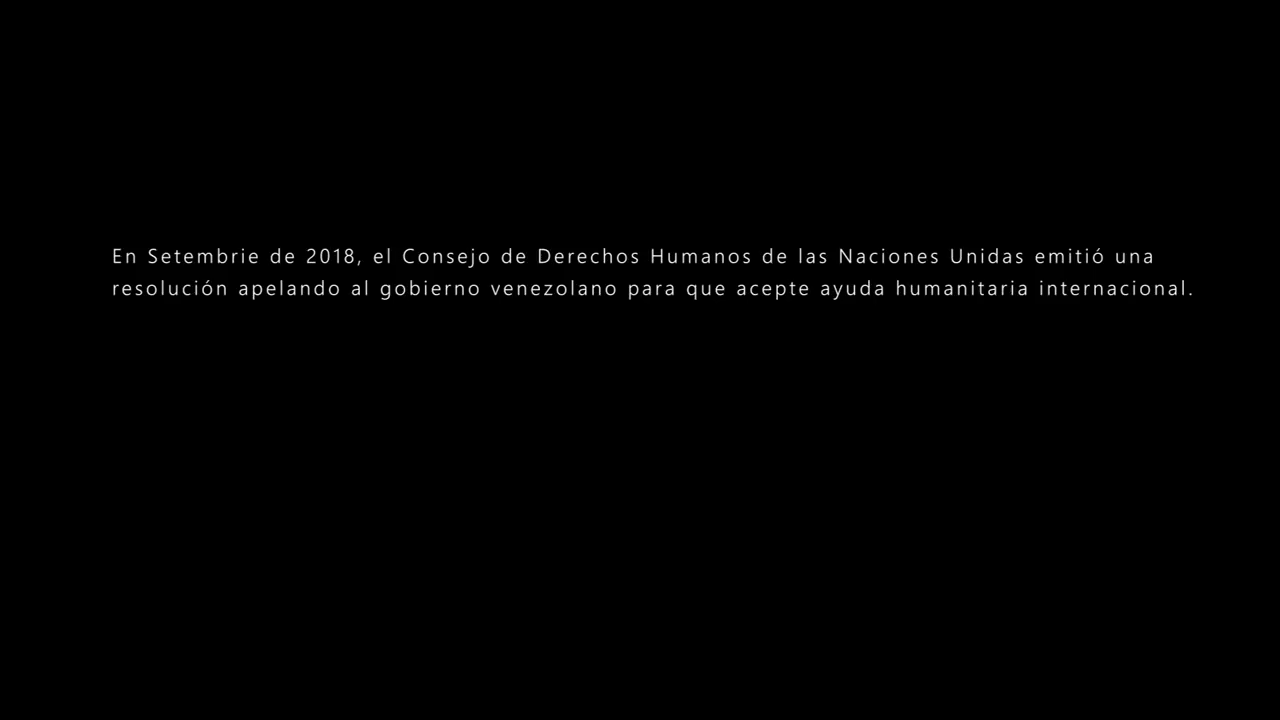 En Setembrie de 2018, el Consejo de Derechos Humanos de las Naciones Unidas emitió una
resolución apelando al gobierno venezolano para que acepte ayuda humanitaria internacional.